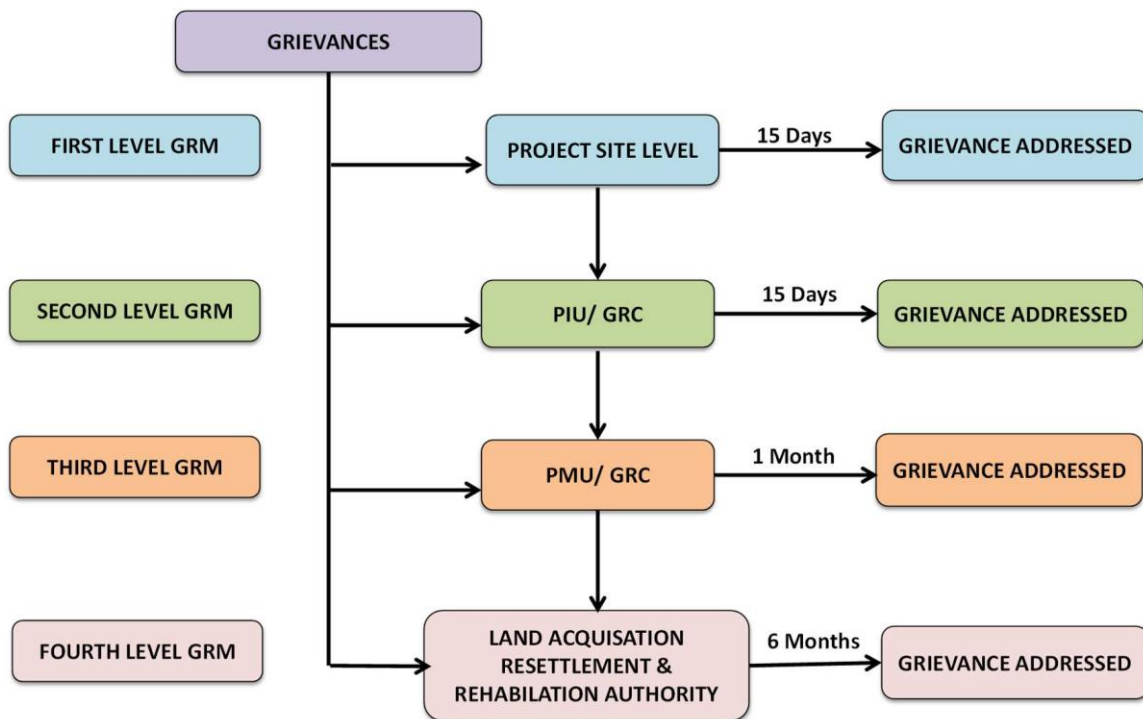 GRIEVANCES
FIRST LEVEL GRM
PROJECT SITE LEVEL
15 Days
GRIEVANCE ADDRESSED
SECOND LEVEL GRM
PIU/ GRC
15 Days
GRIEVANCE ADDRESSED
THIRD LEVEL GRM
PMU/ GRC
1 Month
GRIEVANCE ADDRESSED
FOURTH LEVEL GRM
LAND ACQUISATION
RESETTLEMENT &
REHABILATION AUTHORITY
6 Months
GRIEVANCE ADDRESSED